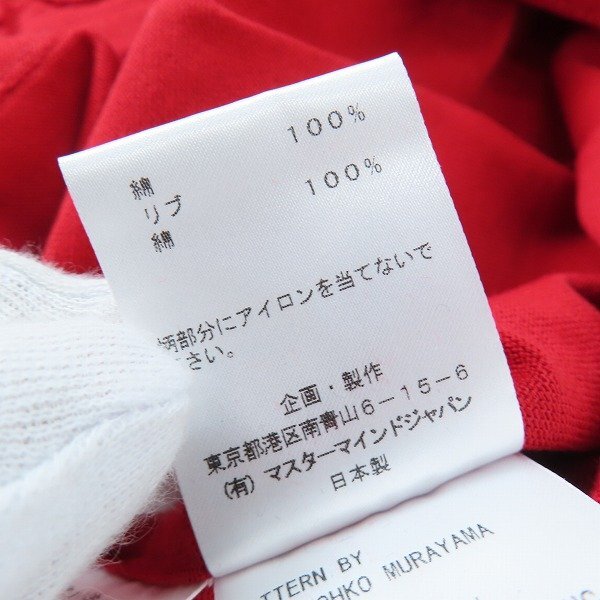 綿 100%
リブ
綿 100%
柄部分にアイロンを当てないで
さい。
企画・製作
東京都港区南青山6-15-6
(有)マスターマインドジャパン
日本製
TTERN BY
HKO MURAYAMA